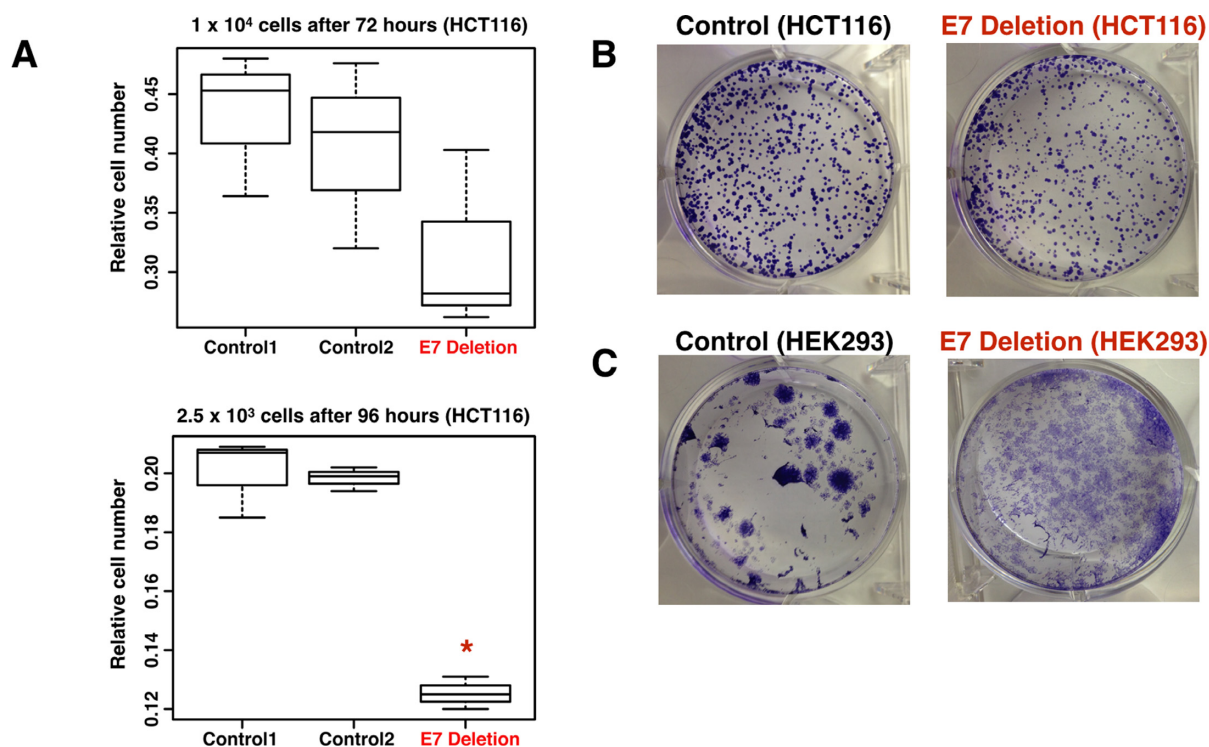 A
1 x 10⁴ cells after 72 hours (HCT116)
Relative cell number
0.45
0.40
0.35
0.30
Control1 Control2 E7 Deletion
2.5 x 10³ cells after 96 hours (HCT116)
Relative cell number
0.20
0.18
0.16
0.14
0.12
*
Control1 Control2 E7 Deletion
B
Control (HCT116) E7 Deletion (HCT116)
C
Control (HEK293) E7 Deletion (HEK293)